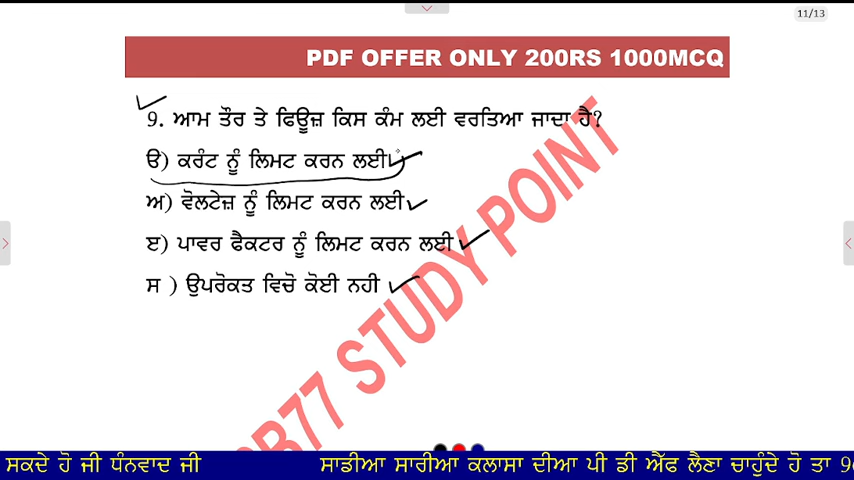 11/13
PDF OFFER ONLY 200RS 1000MCQ
9. ਆਮ ਤੌਰ ਤੇ ਫਿਊਜ਼ ਕਿਸ ਕੰਮ ਲਈ ਵਰਤਿਆ ਜਾਦਾ ਹੈ?
ੳ) ਕਰੰਟ ਨੂੰ ਲਿਮਟ ਕਰਨ ਲਈ
ਅ) ਵੋਲਟੇਜ਼ ਨੂੰ ਲਿਮਟ ਕਰਨ ਲਈ
ੲ) ਪਾਵਰ ਫੈਕਟਰ ਨੂੰ ਲਿਮਟ ਕਰਨ ਲਈ
ਸ ) ਉਪਰੋਕਤ ਵਿਚੋ ਕੋਈ ਨਹੀ
77 STUDY POINT
ਸਕਦੇ ਹੋ ਜੀ ਧੰਨਵਾਦ ਜੀ ਸਾਡੀਆ ਸਾਰੀਆ ਕਲਾਸਾ ਦੀਆ ਪੀ ਡੀ ਐੱਫ ਲੈਣਾ ਚਾਹੁੰਦੇ ਹੋ ਤਾ